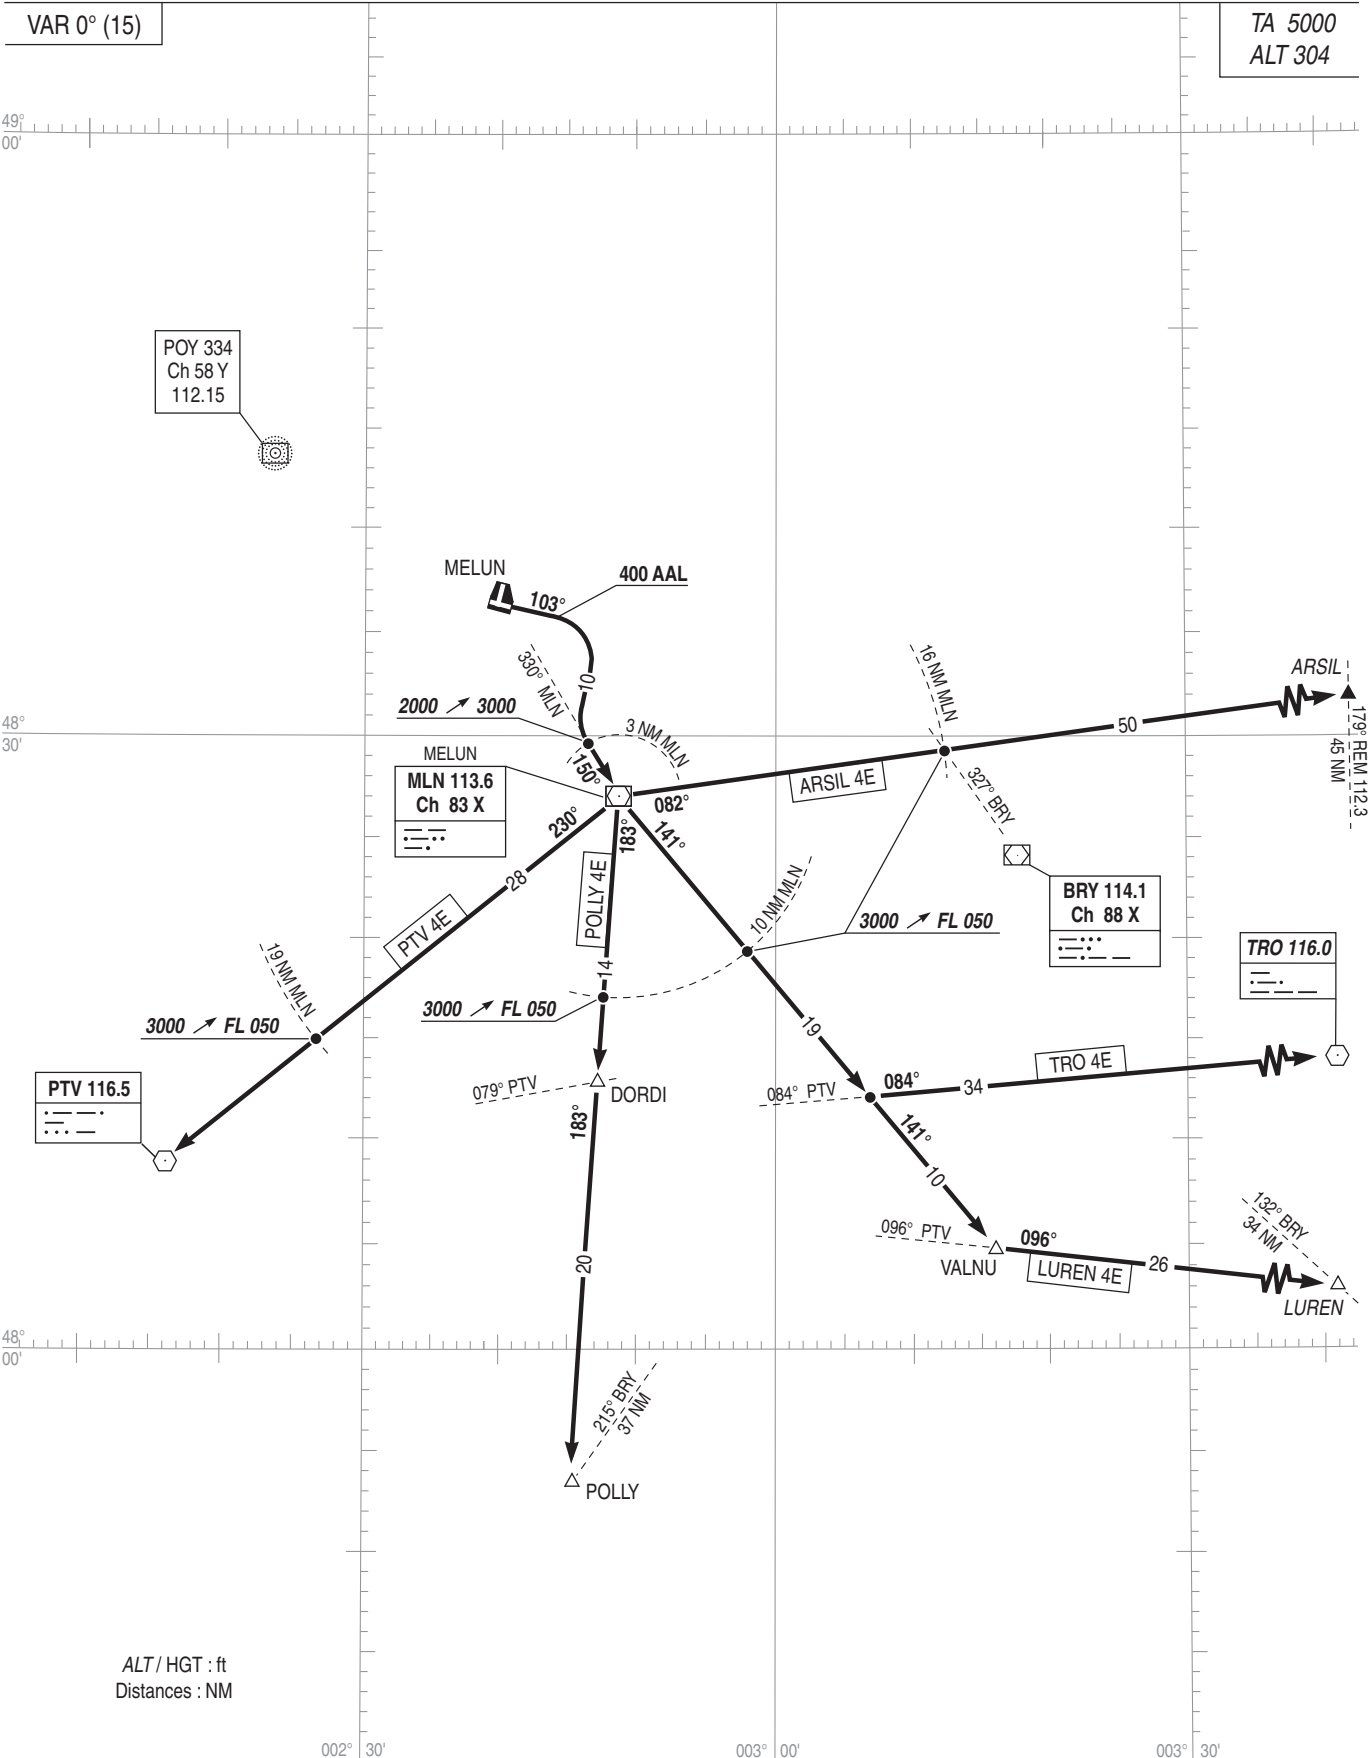 VAR 0° (15)
TA 5000
ALT 304
49°
00'
POY 334
Ch 58 Y
112.15
MELUN
103°
400 AAL
10
330° MLN
2000 3000
3 NM MLN
48°
30'
150°
MELUN
MLN 113.6
Ch 83 X
16 NM MLN
ARSIL
50
179° REM 112.3
45 NM
ARSIL 4E
082°
327° BRY
230°
183°
141°
28
POLLY 4E
PTV 4E
10 NM MLN
BRY 114.1
Ch 88 X
3000 FL 050
TRO 116.0
19 NM MLN
14
3000 FL 050
3000 FL 050
19
PTV 116.5
079° PTV
DORDI
084° PTV
084°
34
TRO 4E
183°
141°
10
096° PTV
VALNU
096°
LUREN 4E
26
132° BRY
34 NM
LUREN
20
48°
00'
215° BRY
37 NM
POLLY
ALT / HGT : ft
Distances : NM
002° 30'
003° 00'
003° 30'